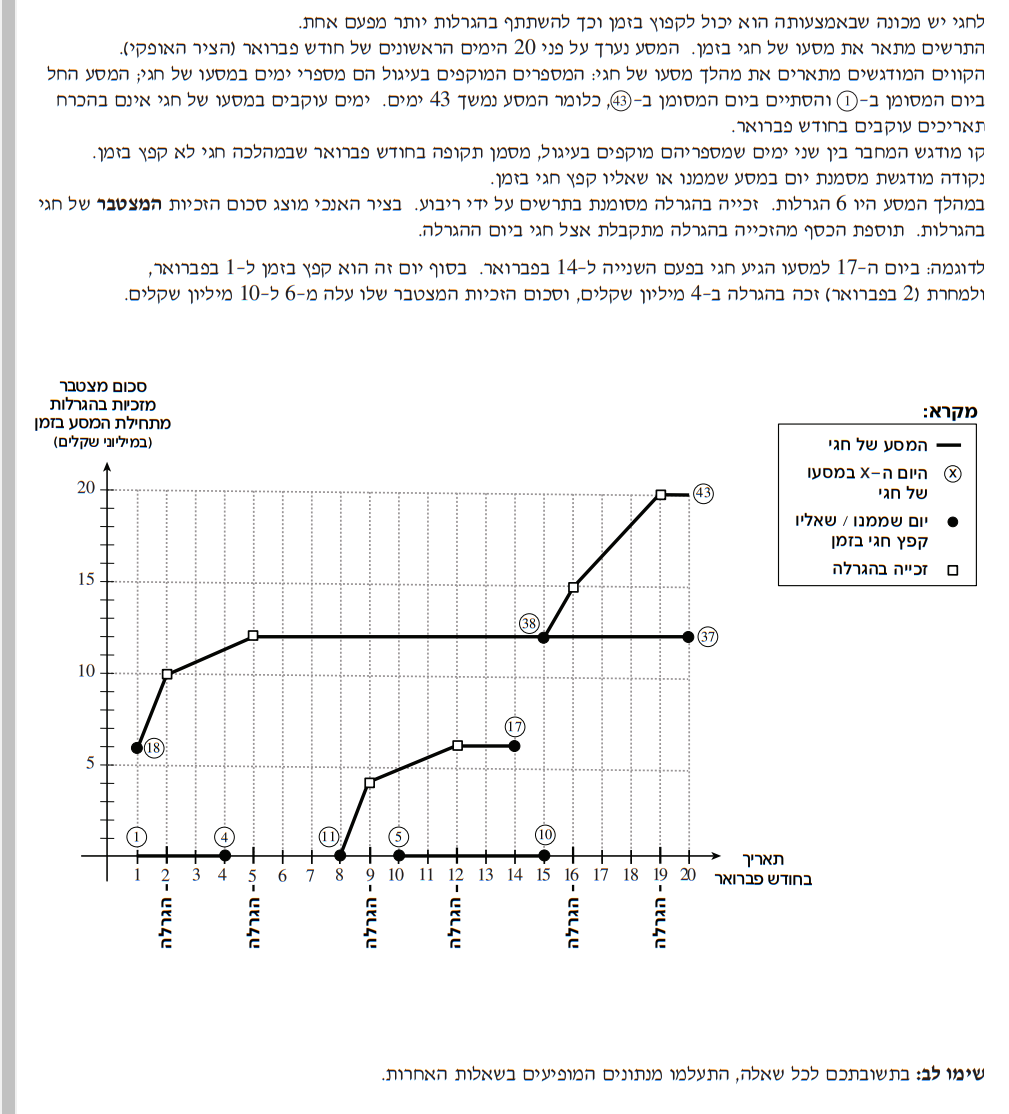 לחגי יש מכונה שבאמצעותה הוא יכול לקפוץ בזמן וכך להשתתף בהגרלות יותר מפעם אחת.
התרשים מתאר את מסעו של חגי בזמן. המסע נערך על פני 20 הימים הראשונים של חודש פברואר (הציר האופקי).
הקווים המודגשים מתארים את מהלך מסעו של חגי: המספרים המוקפים בעיגול הם מספרי ימים במסעו של חגי; המסע החל
ביום המסומן ב-① והסתיים ביום המסומן ב-㊸, כלומר המסע נמשך 43 ימים. ימים עוקבים במסעו של חגי אינם בהכרח
תאריכים עוקבים בחודש פברואר.
קו מודגש המחבר בין שני ימים שמספריהם מוקפים בעיגול, מסמן תקופה בחודש פברואר שבמהלכה חגי לא קפץ בזמן.
נקודה מודגשת מסמנת יום במסע שממנו או שאליו קפץ חגי בזמן.
במהלך המסע היו 6 הגרלות. זכייה בהגרלה מסומנת בתרשים על ידי ריבוע. בציר האנכי מוצג סכום הזכיות המצטבר של חגי
בהגרלות. תוספת הכסף מהזכייה בהגרלה מתקבלת אצל חגי ביום ההגרלה.
לדוגמה: ביום ה-17 למסעו הגיע חגי בפעם השנייה ל-14 בפברואר. בסוף יום זה הוא קפץ בזמן ל-1 בפברואר,
ולמחרת (2 בפברואר) זכה בהגרלה ב-4 מיליון שקלים, וסכום הזכיות המצטבר שלו עלה מ-6 ל-10 מיליון שקלים.
סכום מצטבר
מזכיות בהגרלות
מתחילת המסע בזמן
(במיליוני שקלים)
מקרא:
המסע של חגי
X היום ה-X במסעו
של חגי
יום שממנו / שאליו
קפץ חגי בזמן
זכייה בהגרלה
20
43
15
38
37
10
17
18
5
1
4
11
5
10
1 2 3 4 5 6 7 8 9 10 11 12 13 14 15 16 17 18 19 20
תאריך
בחודש פברואר
הגרלה
הגרלה
הגרלה
הגרלה
הגרלה
הגרלה
שימו לב: בתשובתכם לכל שאלה, התעלמו מנתונים המופיעים בשאלות האחרות.